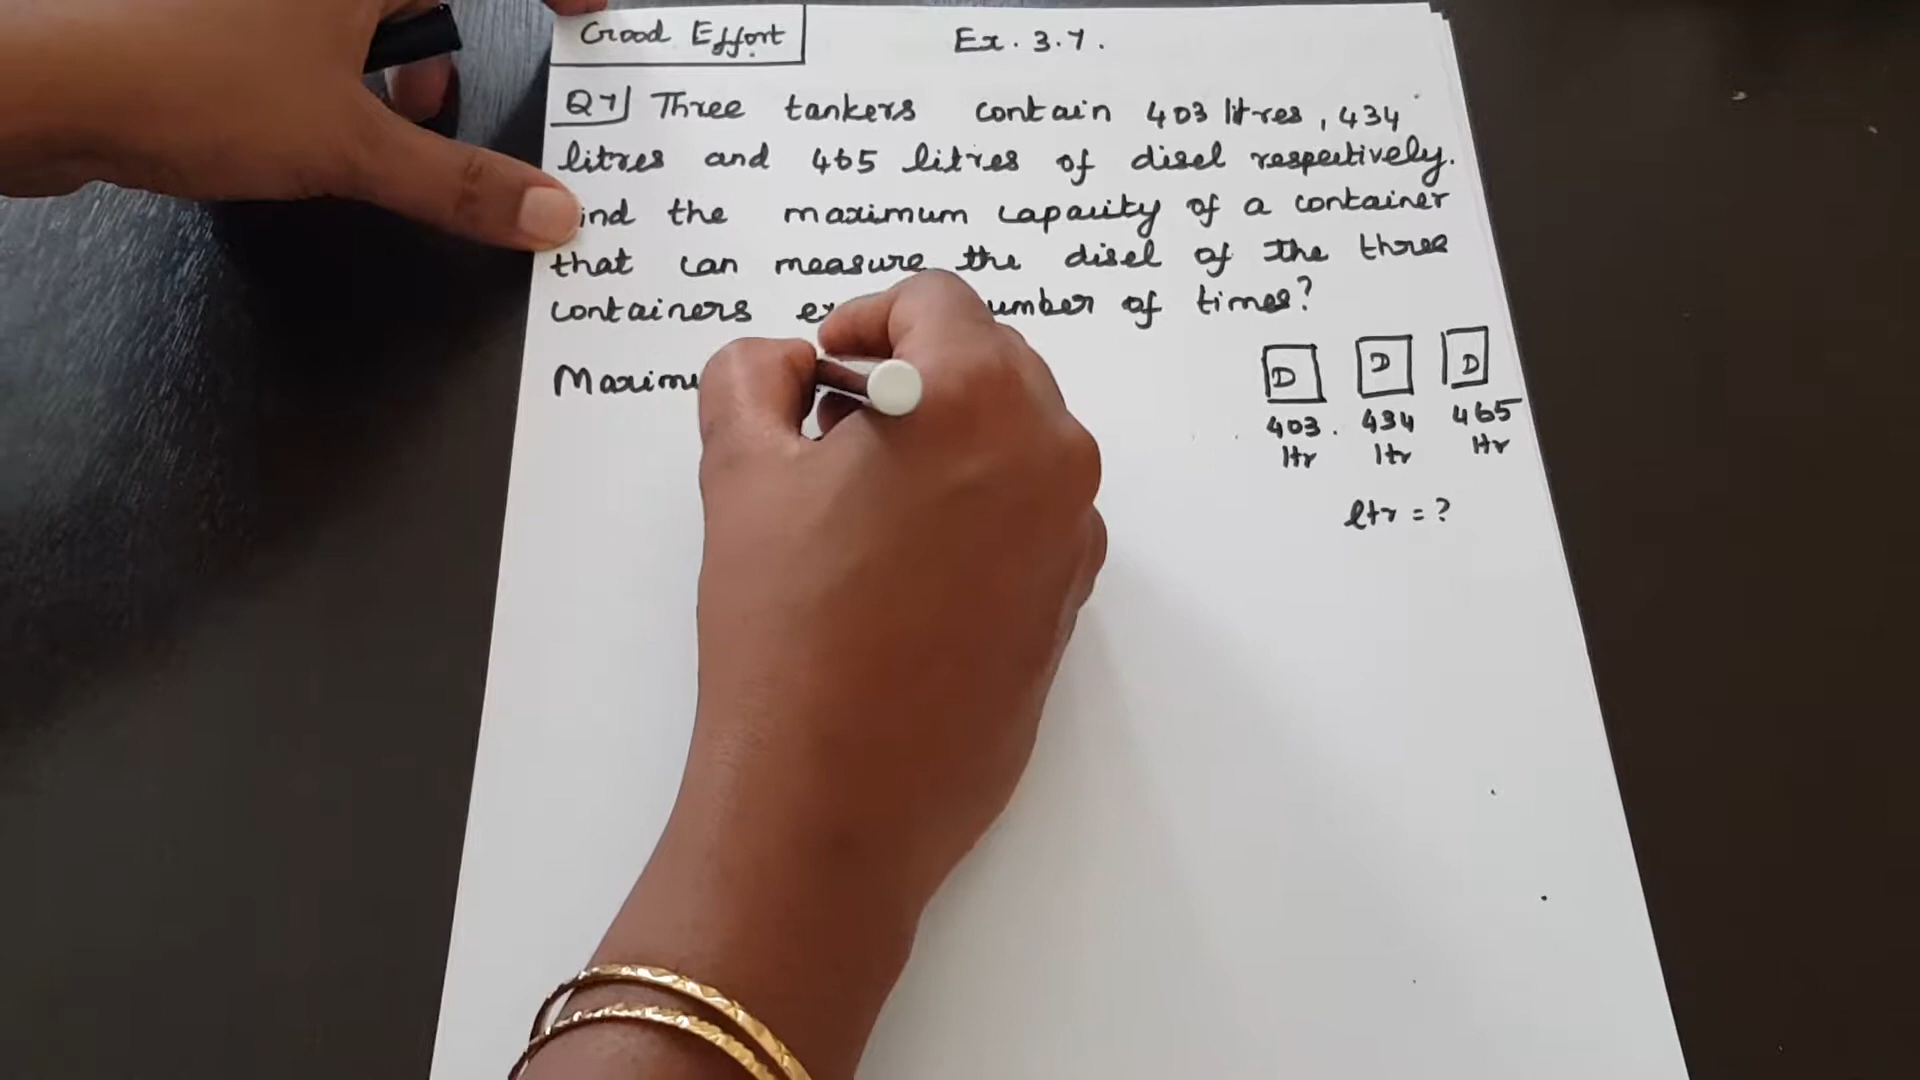 Good Effort
Ex. 3.7.
Q7] Three tankers contain 403 litres, 434
litres and 465 litres of disel respectively.
ind the maximum capacity of a container
that can measure the disel of the three
containers umber of times?
D D D
403. 434 465
ltr ltr ltr
ltr = ?